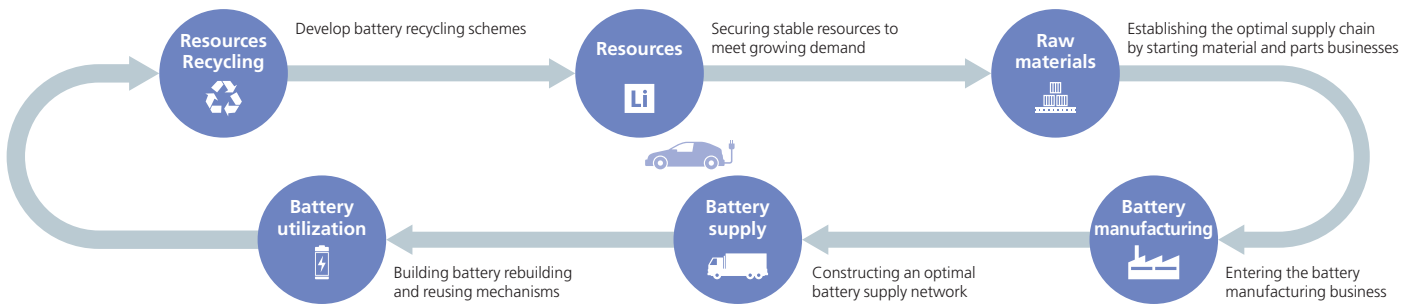 Resources
Recycling
Develop battery recycling schemes
Resources
Li
Securing stable resources to
meet growing demand
Raw
materials
Establishing the optimal supply chain
by starting material and parts businesses
Battery
manufacturing
Entering the battery
manufacturing business
Battery
supply
Constructing an optimal
battery supply network
Battery
utilization
Building battery rebuilding
and reusing mechanisms